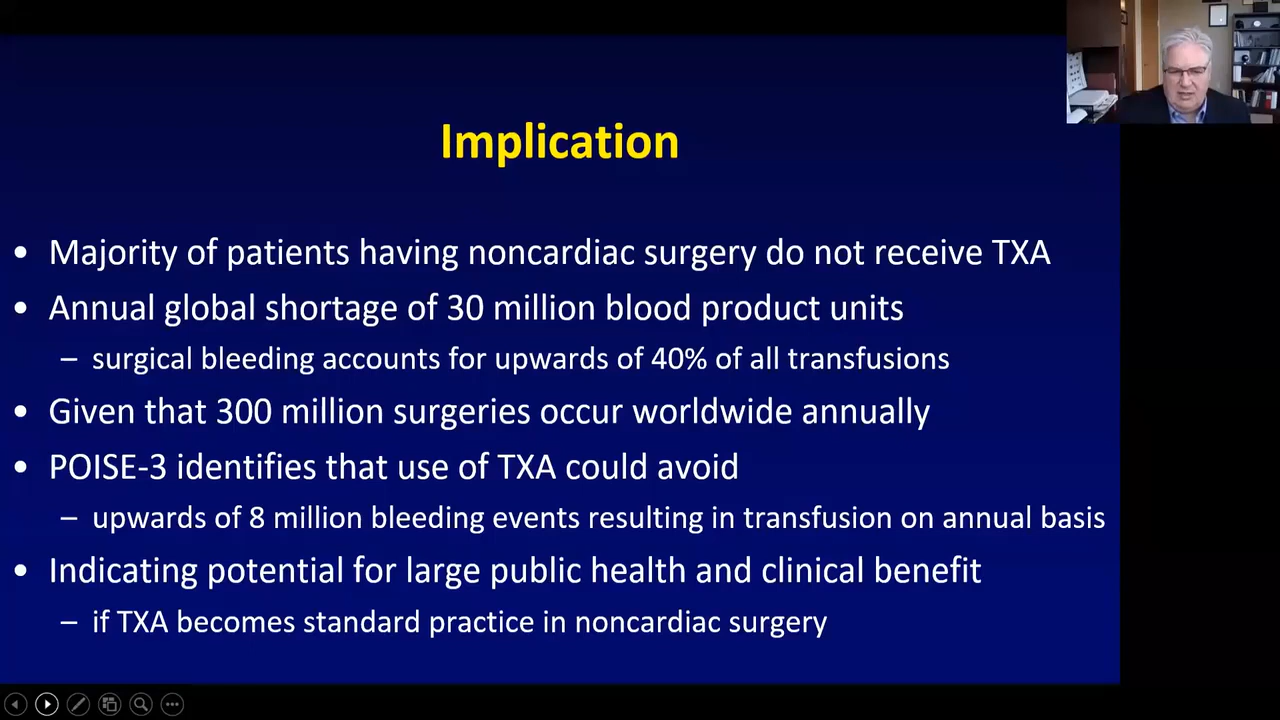 Implication
• Majority of patients having noncardiac surgery do not receive TXA
• Annual global shortage of 30 million blood product units
– surgical bleeding accounts for upwards of 40% of all transfusions
• Given that 300 million surgeries occur worldwide annually
• POISE-3 identifies that use of TXA could avoid
– upwards of 8 million bleeding events resulting in transfusion on annual basis
• Indicating potential for large public health and clinical benefit
– if TXA becomes standard practice in noncardiac surgery